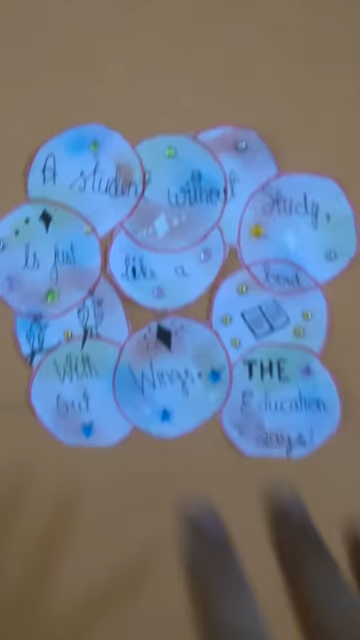 A student
without
Study,
Is just
like a
bird
With
out
Wings.
THE
Education
says!